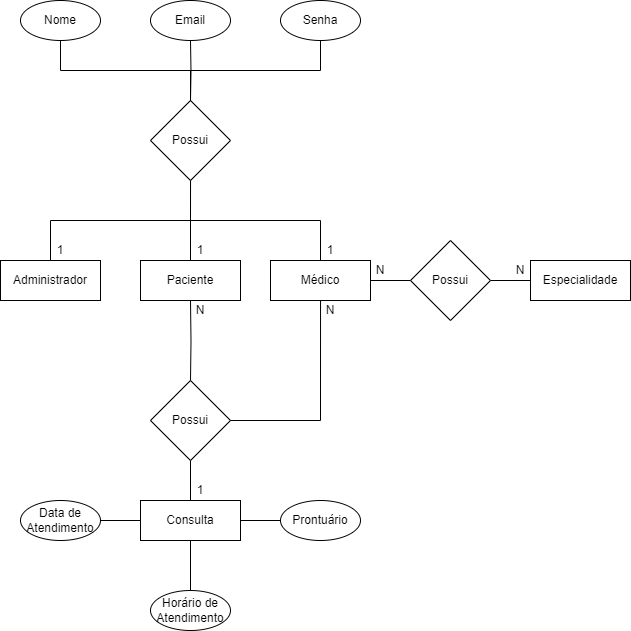 Nome
Email
Senha
Possui
1
1
1
Administrador
Paciente
Médico
N
Possui
N
Especialidade
N
N
Possui
1
Data de
Atendimento
Consulta
Prontuário
Horário de
Atendimento